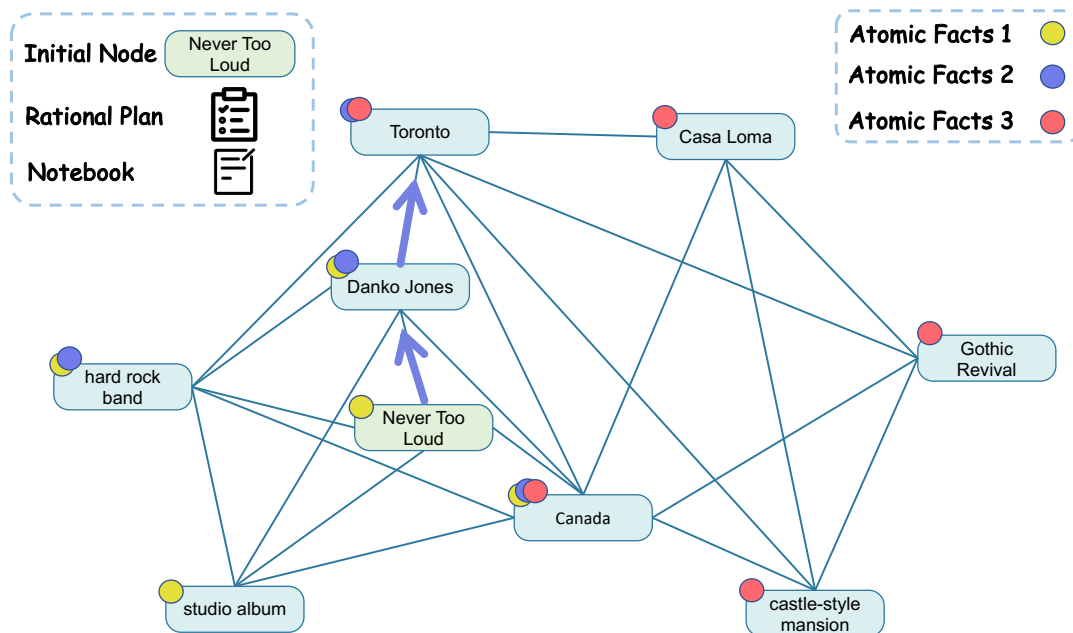 Initial Node
Never Too
Loud
Rational Plan
Notebook
Atomic Facts 1
Atomic Facts 2
Atomic Facts 3
Toronto
Casa Loma
Danko Jones
Gothic
Revival
hard rock
band
Never Too
Loud
Canada
studio album
castle-style
mansion